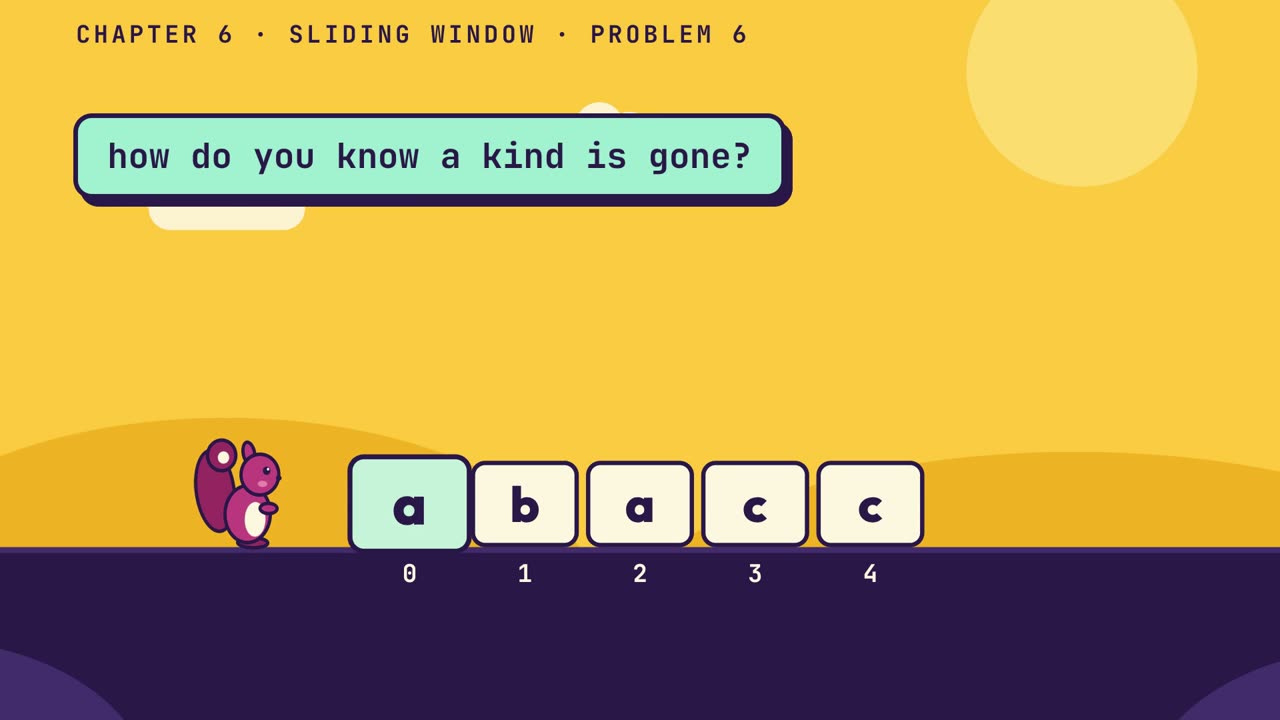 CHAPTER 6 · SLIDING WINDOW · PROBLEM 6
how do you know a kind is gone?
a b a c c
0 1 2 3 4